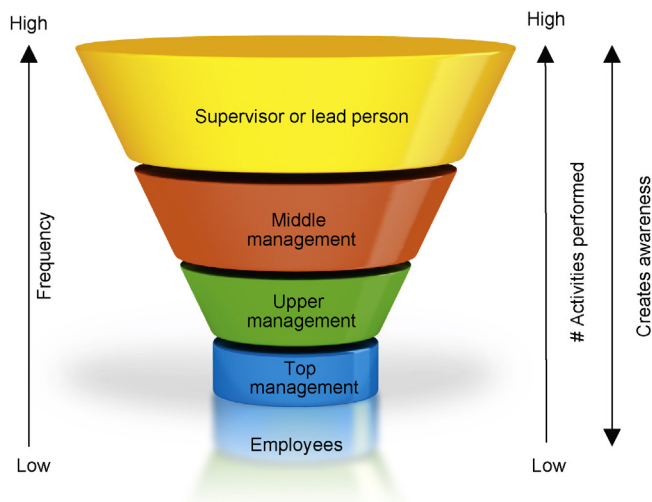 High
High
Supervisor or lead person
Middle
management
Frequency
# Activities performed
Creates awareness
Upper
management
Top
management
Employees
Low
Low